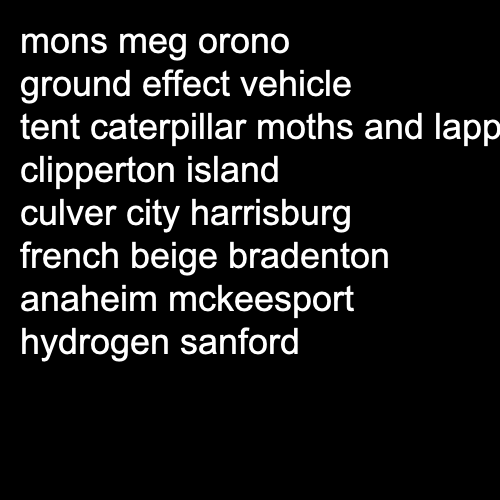 mons meg orono
ground effect vehicle
tent caterpillar moths and lapp
clipperton island
culver city harrisburg
french beige bradenton
anaheim mckeesport
hydrogen sanford